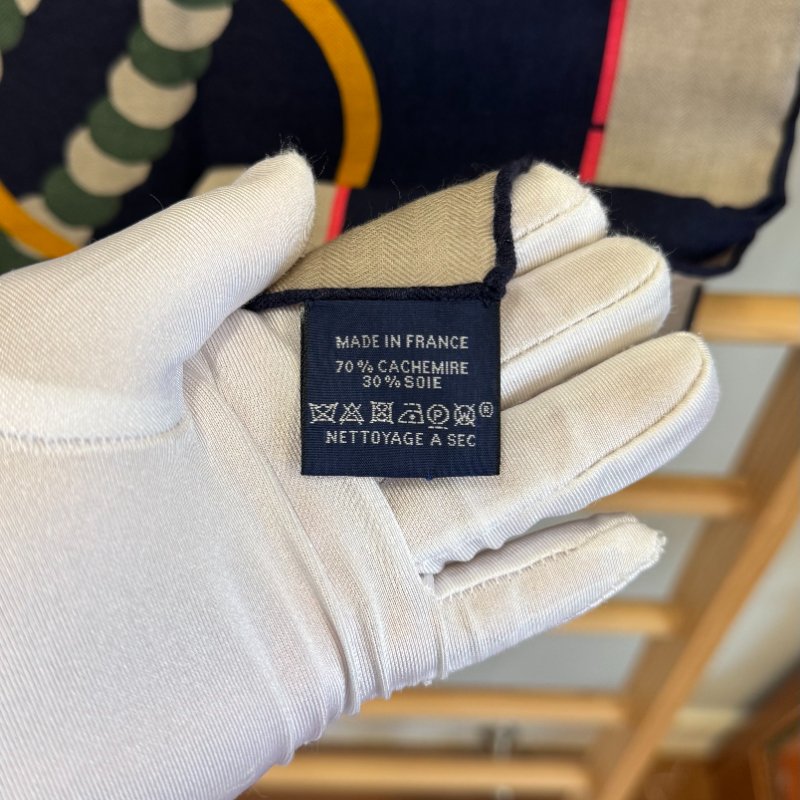 MADE IN FRANCE
70% CACHEMIRE
30% SOIE
P W ®
NETTOYAGE A SEC